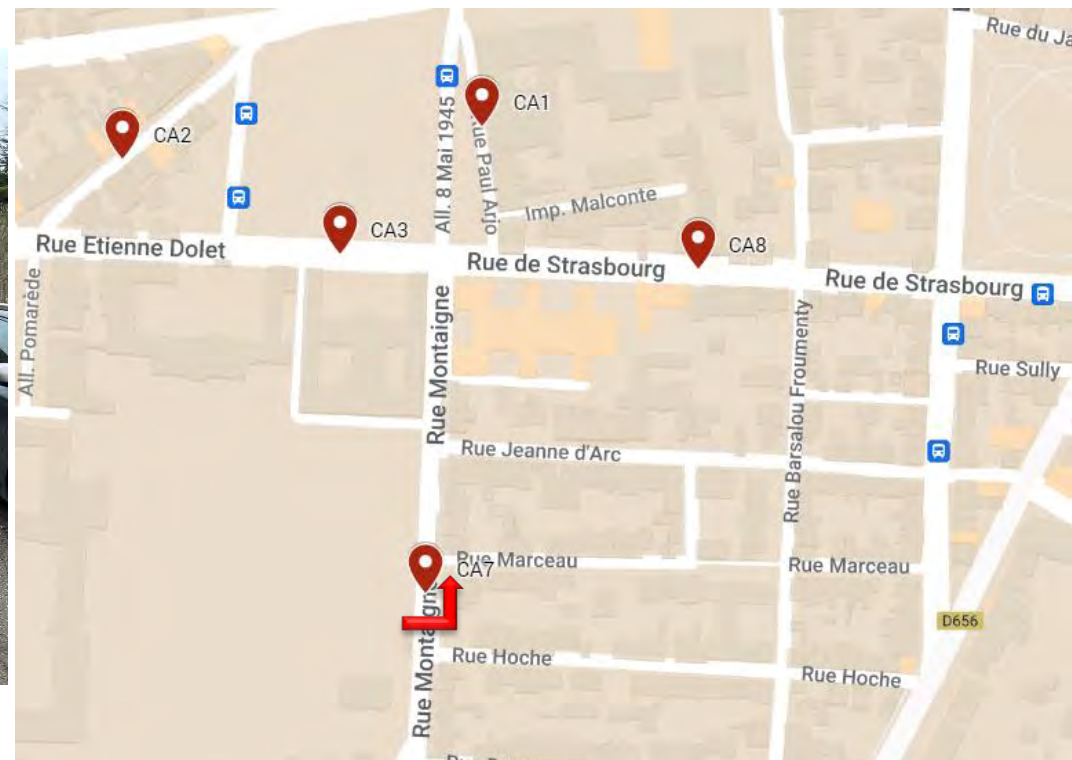 Rue du Ja
CA1
CA2
All. 8 Mai 1945
Rue Paul Arjo
Imp. Malconte
CA3
CA8
Rue Etienne Dolet
Rue de Strasbourg
Rue de Strasbourg
All. Pomarède
Rue Montaigne
Rue Barsalou Froumenty
Rue Sully
Rue Jeanne d'Arc
Rue Marceau
CA7
Rue Marceau
Rue Montaigne
D656
Rue Hoche
Rue Hoche